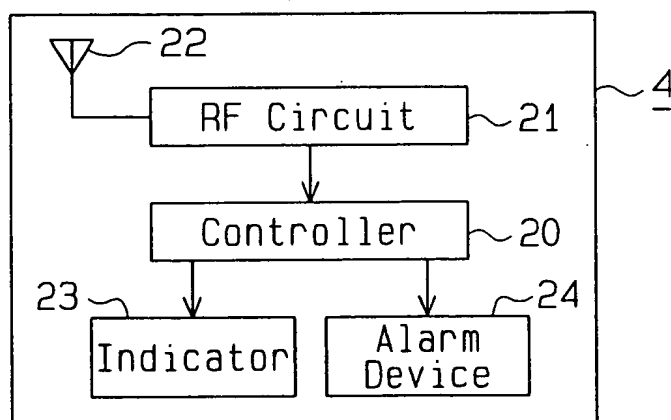 22
4
RF Circuit
21
Controller
20
23
24
Indicator
Alarm
Device